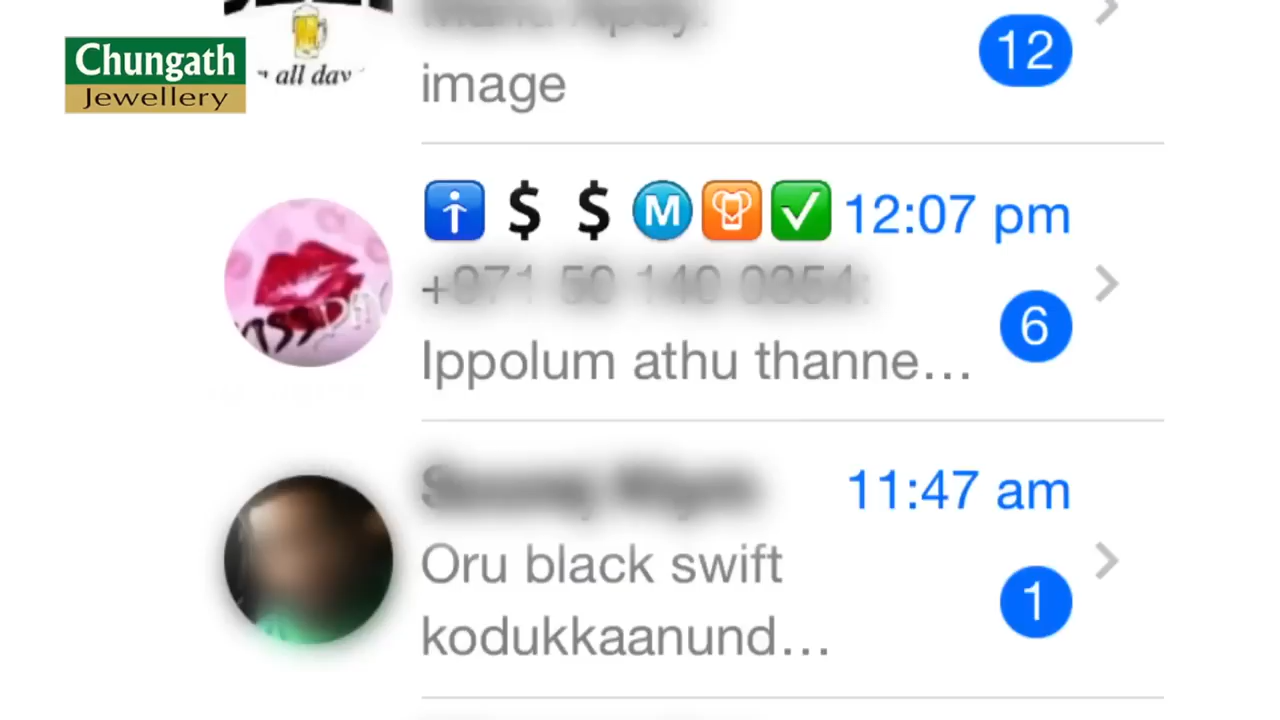 Chungath
Jewellery
all day
image
12
12:07 pm
6
Ippolum athu thanne...
11:47 am
Oru black swift
kodukkaanund...
1